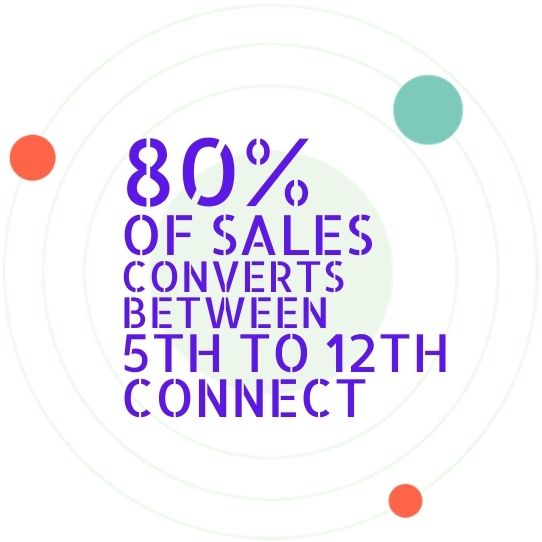 80%
OF SALES
CONVERTS
BETWEEN
5TH TO 12TH
CONNECT